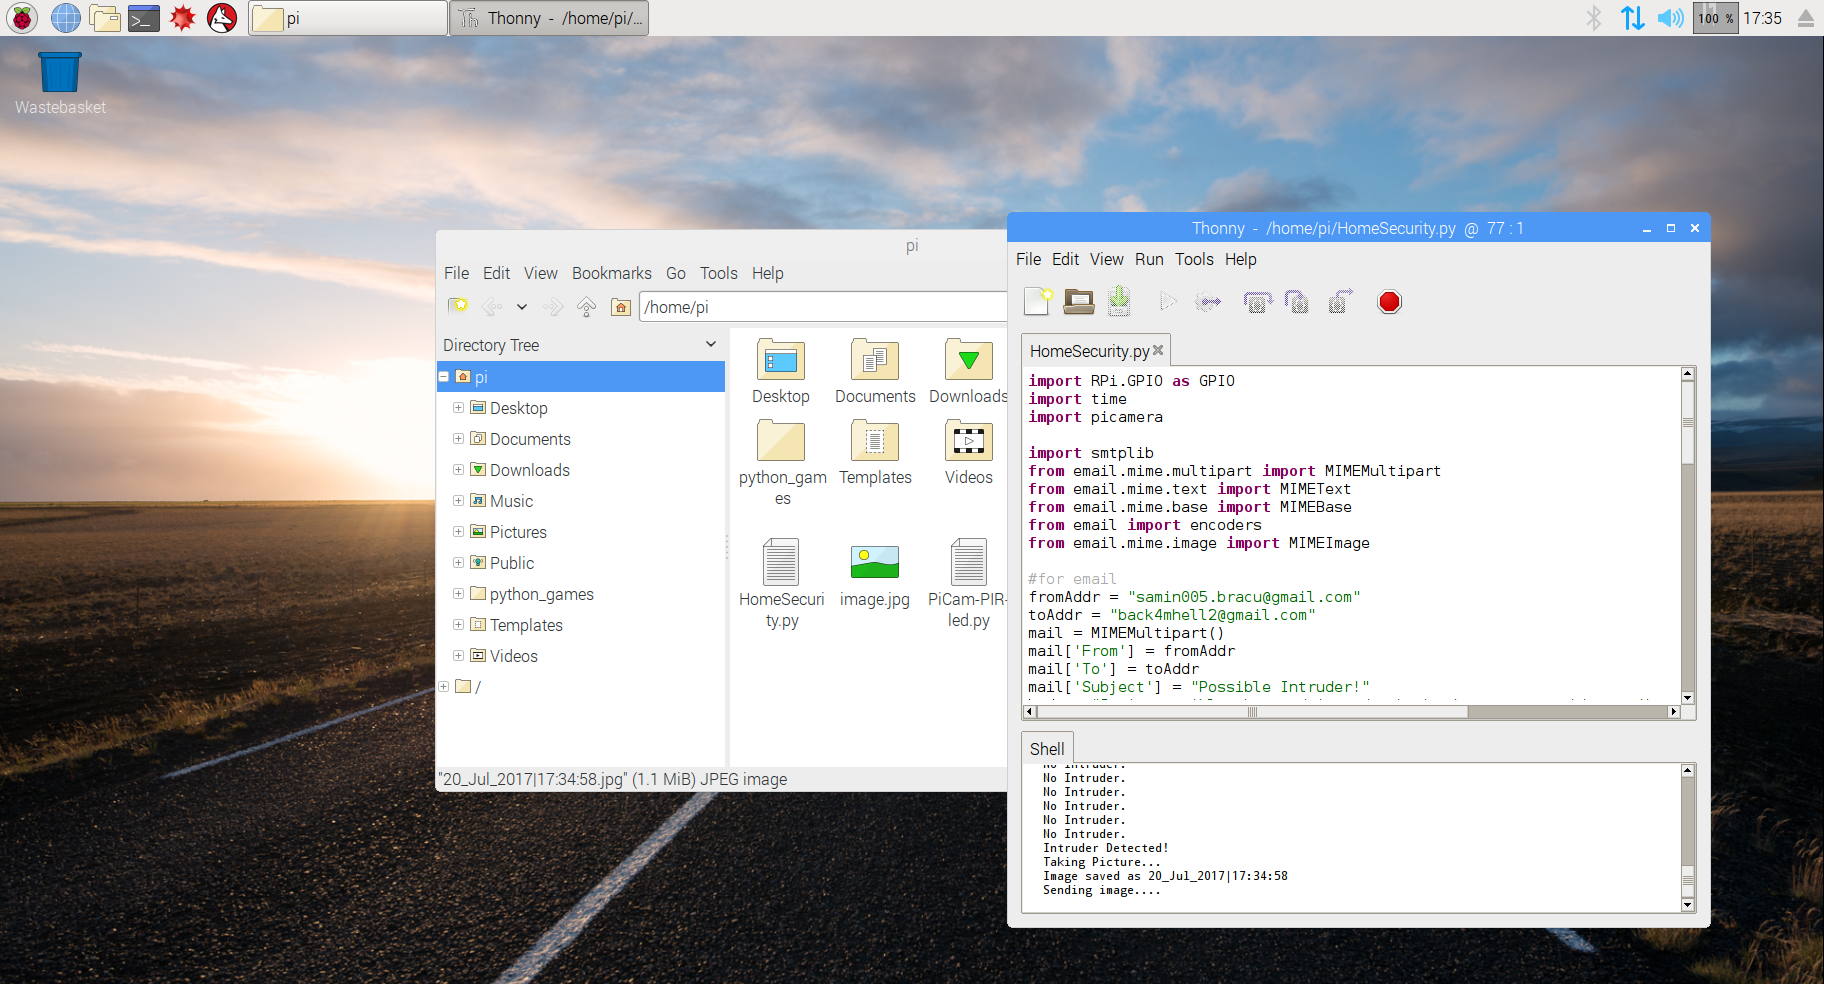 pi
Thonny - /home/pi/...
100 %
17:35
Wastebasket
pi
File Edit View Bookmarks Go Tools Help
/home/pi
Directory Tree
pi
Desktop
Documents
Downloads
Music
Pictures
Public
python_games
Templates
Videos
/
Desktop Documents Downloads
python_gam
es
Templates Videos
HomeSecuri
ty.py
image.jpg
PiCam-PIR-
led.py
"20_Jul_2017|17:34:58.jpg" (1.1 MiB) JPEG image
Thonny - /home/pi/HomeSecurity.py @ 77 : 1
File Edit View Run Tools Help
HomeSecurity.py
import RPi.GPIO as GPIO
import time
import picamera
import smtplib
from email.mime.multipart import MIMEMultipart
from email.mime.text import MIMEText
from email.mime.base import MIMEBase
from email import encoders
from email.mime.image import MIMEImage
#for email
fromAddr = "samin005.bracu@gmail.com"
toAddr = "back4mhell2@gmail.com"
mail = MIMEMultipart()
mail['From'] = fromAddr
mail['To'] = toAddr
mail['Subject'] = "Possible Intruder!"
Shell
No Intruder.
No Intruder.
No Intruder.
No Intruder.
No Intruder.
No Intruder.
Intruder Detected!
Taking Picture...
Image saved as 20_Jul_2017|17:34:58
Sending image....